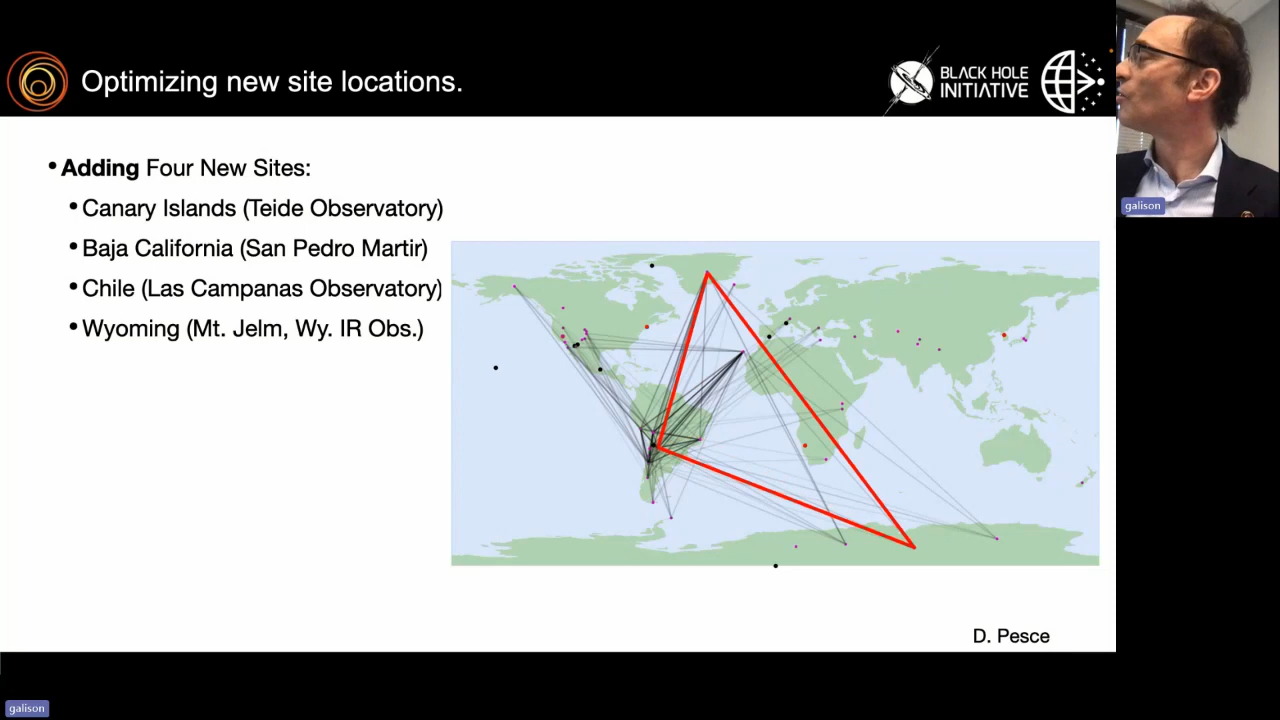 Optimizing new site locations.
BLACK HOLE
INITIATIVE
• Adding Four New Sites:
• Canary Islands (Teide Observatory)
• Baja California (San Pedro Martir)
• Chile (Las Campanas Observatory)
• Wyoming (Mt. Jelm, Wy. IR Obs.)
D. Pesce
galison
galison